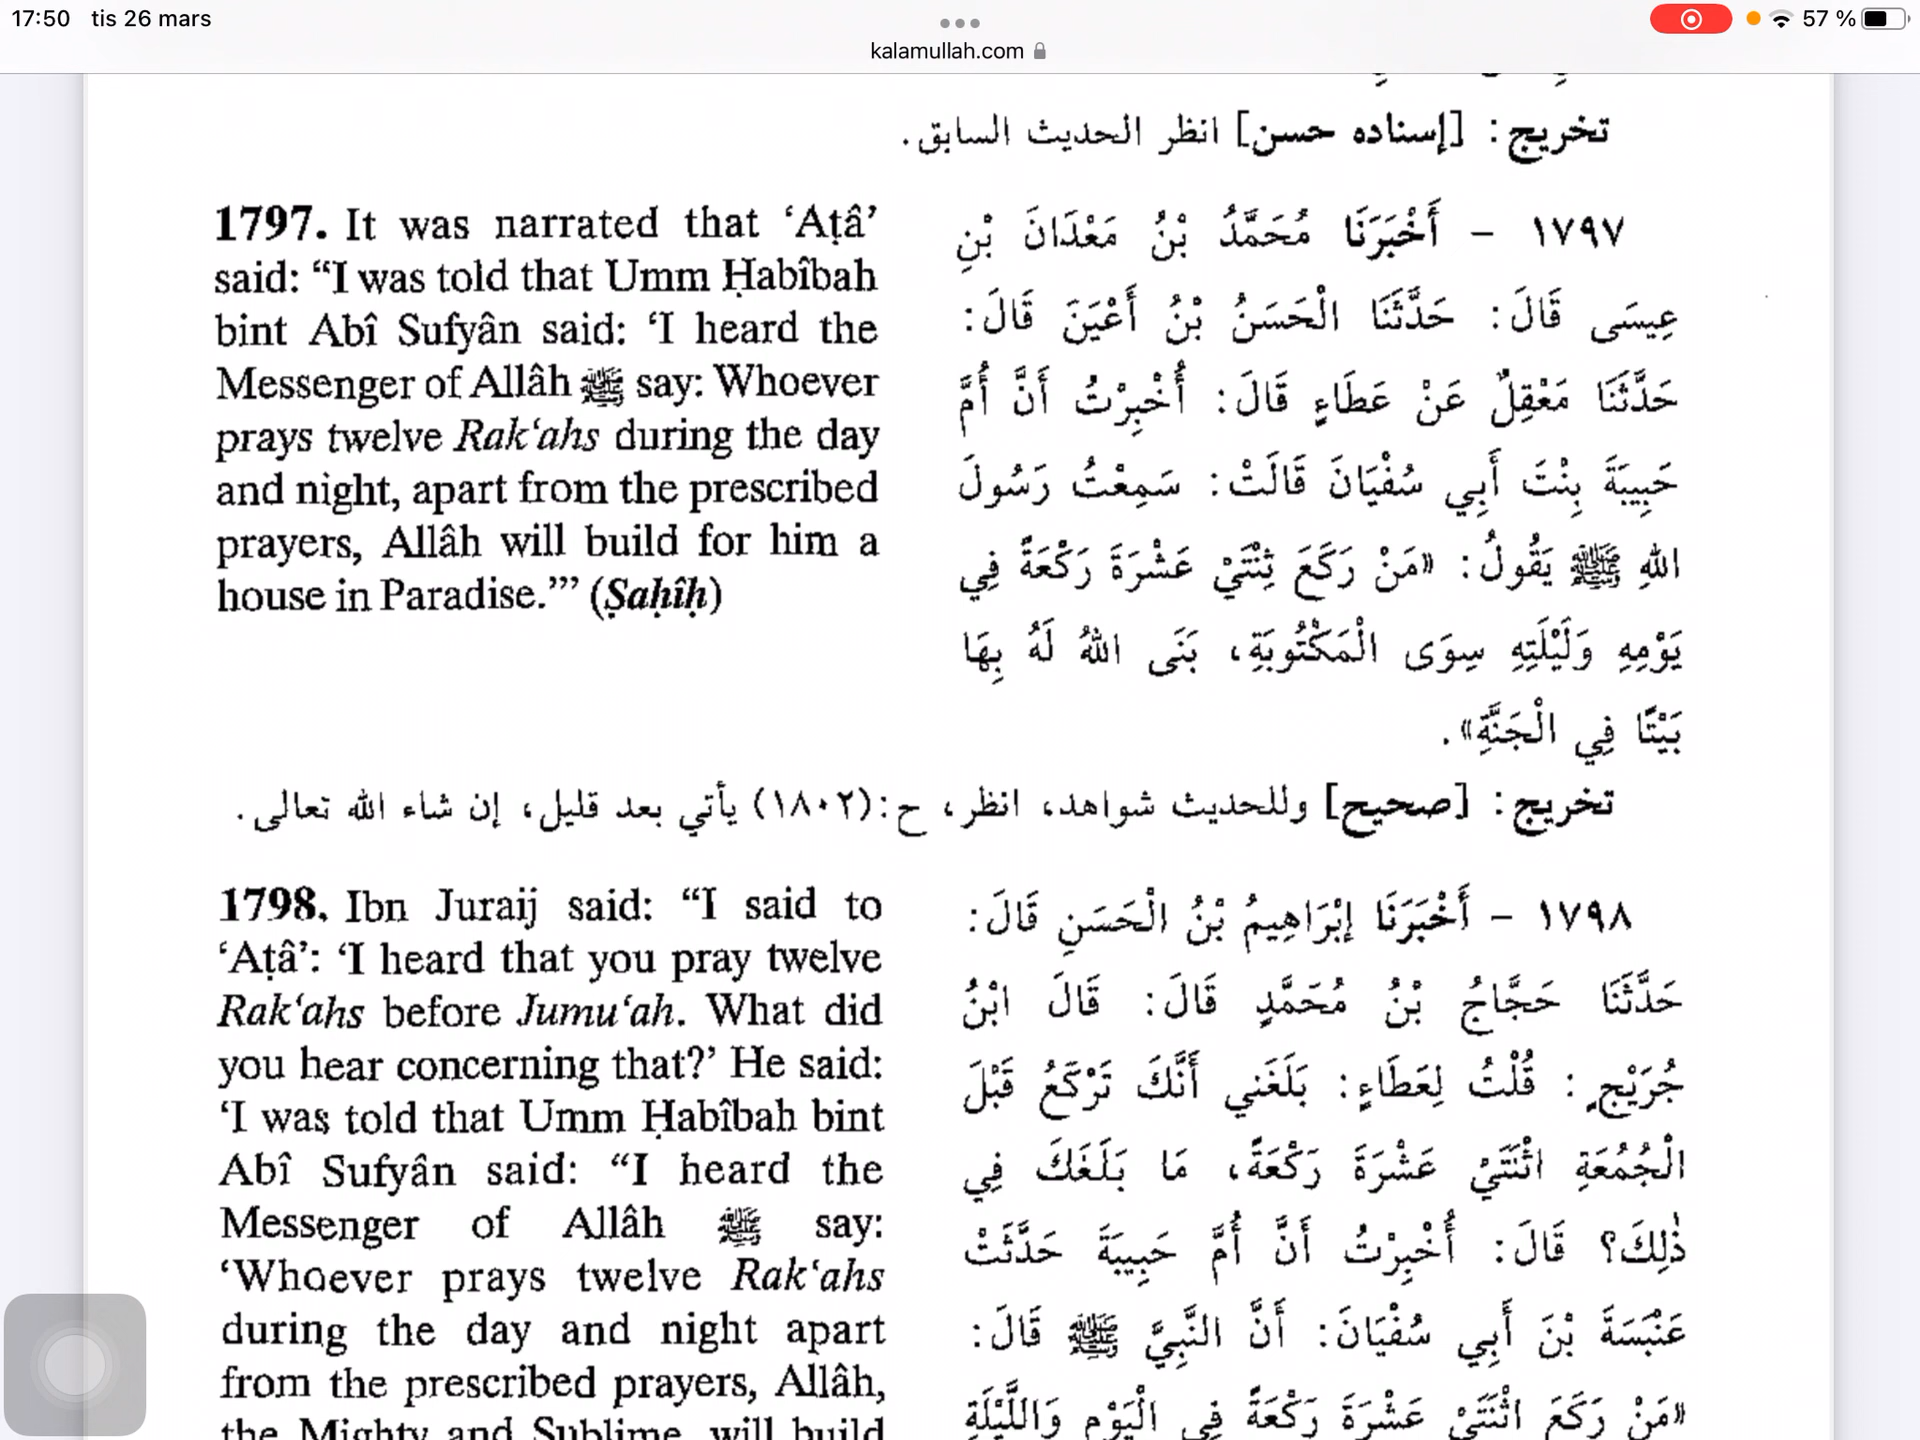 17:50 tis 26 mars
57 %
kalamullah.com
تخريج: [إسناده حسن] انظر الحديث السابق.
1797. It was narrated that ‘Aṭâ’
said: “I was told that Umm Ḥabîbah
bint Abî Sufyân said: ‘I heard the
Messenger of Allâh ﷺ say: Whoever
prays twelve Rak‘ahs during the day
and night, apart from the prescribed
prayers, Allâh will build for him a
house in Paradise.’” (Ṣaḥîḥ)
١٧٩٧ – أَخْبَرَنَا مُحَمَّدُ بْنُ مَعْدَانَ بْنِ
عِيسَى قَالَ: حَدَّثَنَا الْحَسَنُ بْنُ أَعْيَنَ قَالَ:
حَدَّثَنَا مَعْقِلٌ عَنْ عَطَاءٍ قَالَ: أُخْبِرْتُ أَنَّ أُمَّ
حَبِيبَةَ بِنْتَ أَبِي سُفْيَانَ قَالَتْ: سَمِعْتُ رَسُولَ
اللهِ ﷺ يَقُولُ: «مَنْ رَكَعَ ثِنْتَيْ عَشْرَةَ رَكْعَةً فِي
يَوْمِهِ وَلَيْلَتِهِ سِوَى الْمَكْتُوبَةِ، بَنَى اللهُ لَهُ بِهَا
بَيْتًا فِي الْجَنَّةِ».
تخريج: [صحيح] وللحديث شواهد، انظر، ح:(١٨٠٢) يأتي بعد قليل، إن شاء الله تعالى.
1798. Ibn Juraij said: “I said to
‘Aṭâ’: ‘I heard that you pray twelve
Rak‘ahs before Jumu‘ah. What did
you hear concerning that?’ He said:
‘I was told that Umm Ḥabîbah bint
Abî Sufyân said: “I heard the
Messenger of Allâh ﷺ say:
‘Whoever prays twelve Rak‘ahs
during the day and night apart
from the prescribed prayers, Allâh,
the Mighty and Sublime, will build
١٧٩٨ – أَخْبَرَنَا إِبْرَاهِيمُ بْنُ الْحَسَنِ قَالَ:
حَدَّثَنَا حَجَّاجُ بْنُ مُحَمَّدٍ قَالَ: قَالَ ابْنُ
جُرَيْجٍ: قُلْتُ لِعَطَاءٍ: بَلَغَنِي أَنَّكَ تَرْكَعُ قَبْلَ
الْجُمُعَةِ اثْنَتَيْ عَشْرَةَ رَكْعَةً، مَا بَلَغَكَ فِي
ذٰلِكَ؟ قَالَ: أُخْبِرْتُ أَنَّ أُمَّ حَبِيبَةَ حَدَّثَتْ
عَنْبَسَةَ بْنَ أَبِي سُفْيَانَ: أَنَّ النَّبِيَّ ﷺ قَالَ:
«مَنْ رَكَعَ اثْنَتَيْ عَشْرَةَ رَكْعَةً فِي الْيَوْمِ وَاللَّيْلَةِ